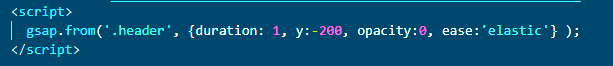 <script>
gsap.from('.header', {duration: 1, y:-200, opacity:0, ease:'elastic'} );
</script>